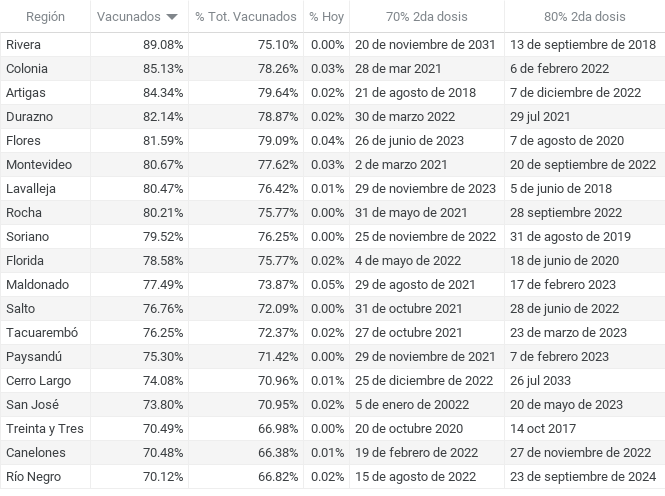 Región Vacunados % Tot. Vacunados % Hoy 70% 2da dosis 80% 2da dosis
Rivera 89.08% 75.10% 0.00% 20 de noviembre de 2031 13 de septiembre de 2018
Colonia 85.13% 78.26% 0.03% 28 de mar 2021 6 de febrero 2022
Artigas 84.34% 79.64% 0.02% 21 de agosto de 2018 7 de diciembre de 2022
Durazno 82.14% 78.87% 0.02% 30 de marzo 2022 29 jul 2021
Flores 81.59% 79.09% 0.04% 26 de junio de 2023 7 de agosto de 2020
Montevideo 80.67% 77.62% 0.03% 2 de marzo 2021 20 de septiembre de 2022
Lavalleja 80.47% 76.42% 0.01% 29 de noviembre de 2023 5 de junio de 2018
Rocha 80.21% 75.77% 0.00% 31 de mayo de 2021 28 septiembre 2022
Soriano 79.52% 76.25% 0.00% 25 de noviembre de 2022 31 de agosto de 2019
Florida 78.58% 75.77% 0.02% 4 de mayo de 2022 18 de junio de 2020
Maldonado 77.49% 73.87% 0.05% 29 de agosto de 2021 17 de febrero de 2023
Salto 76.76% 72.09% 0.00% 31 de octubre 2021 28 de junio de 2022
Tacuarembó 76.25% 72.37% 0.02% 27 de octubre de 2021 23 de marzo de 2023
Paysandú 75.30% 71.42% 0.00% 29 de noviembre de 2021 7 de febrero de 2023
Cerro Largo 74.08% 70.96% 0.01% 25 de diciembre de 2022 26 jul 2033
San José 73.80% 70.95% 0.02% 5 de enero de 20022 20 de mayo de 2023
Treinta y Tres 70.49% 66.98% 0.00% 20 de octubre 2020 14 oct 2017
Canelones 70.48% 66.38% 0.01% 19 de febrero de 2022 27 de noviembre de 2022
Río Negro 70.12% 66.82% 0.02% 15 de agosto de 2022 23 de septiembre de 2024